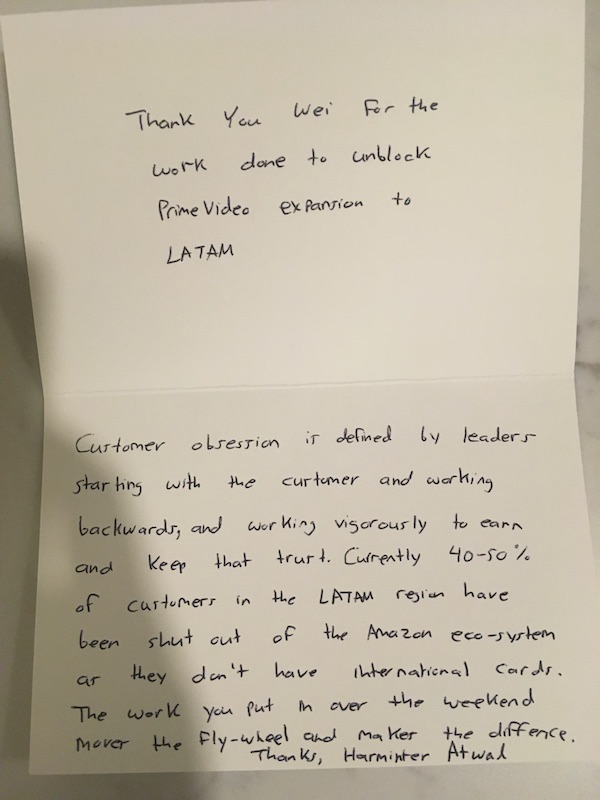 Thank You Wei For the
work done to unblock
Prime Video expansion to
LATAM
Customer obsession is defined by leaders
starting with the customer and working
backwards, and working vigorously to earn
and keep that trust. Currently 40-50%
of customers in the LATAM region have
been shut out of the Amazon eco-system
as they don't have international cards.
The work you put in over the weekend
moves the Fly-wheel and makes the diffence.
Thanks, Harminter Atwal